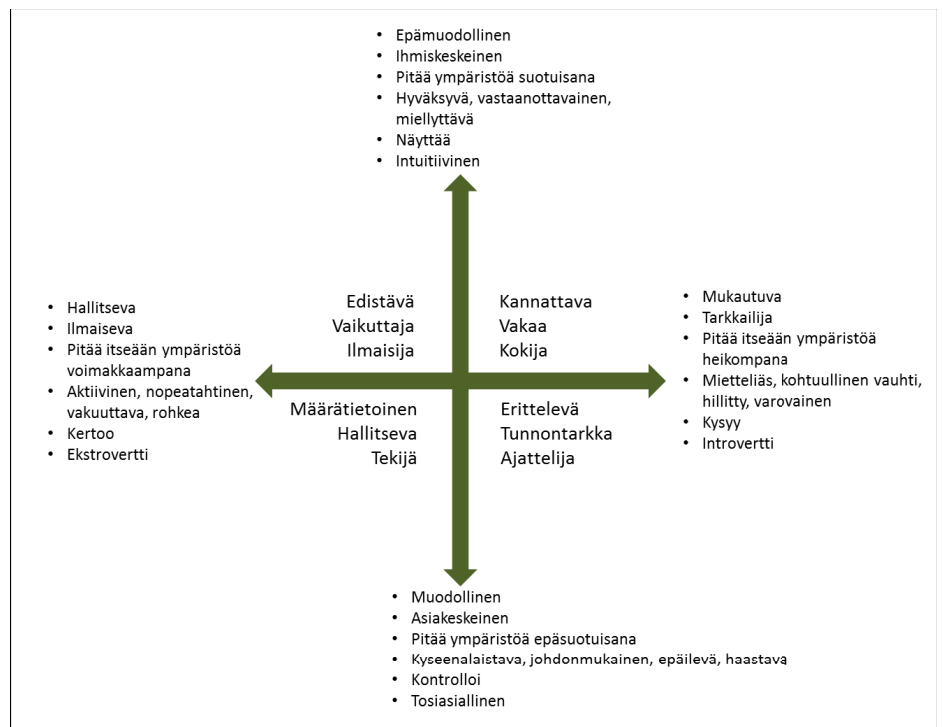 • Epämuodollinen
• Ihmiskeskeinen
• Pitää ympäristöä suotuisana
• Hyväksyvä, vastaanottavainen,
miellyttävä
• Näyttää
• Intuitiivinen
• Hallitseva
• Ilmaiseva
• Pitää itseään ympäristöä
voimakkaampana
• Aktiivinen, nopeatahtinen,
vakuuttava, rohkea
• Kertoo
• Ekstrovertti
Edistävä
Vaikuttaja
Ilmaisija
Kannattava
Vakaa
Kokija
Määrätietoinen
Hallitseva
Tekijä
Erittelevä
Tunnontarkka
Ajattelija
• Mukautuva
• Tarkkailija
• Pitää itseään ympäristöä
heikompana
• Mietteliäs, kohtuullinen vauhti,
hillitty, varovainen
• Kysyy
• Introvertti
• Muodollinen
• Asiakeskeinen
• Pitää ympäristöä epäsuotuisana
• Kyseenalaistava, johdonmukainen, epäilevä, haastava
• Kontrolloi
• Tosiasiallinen